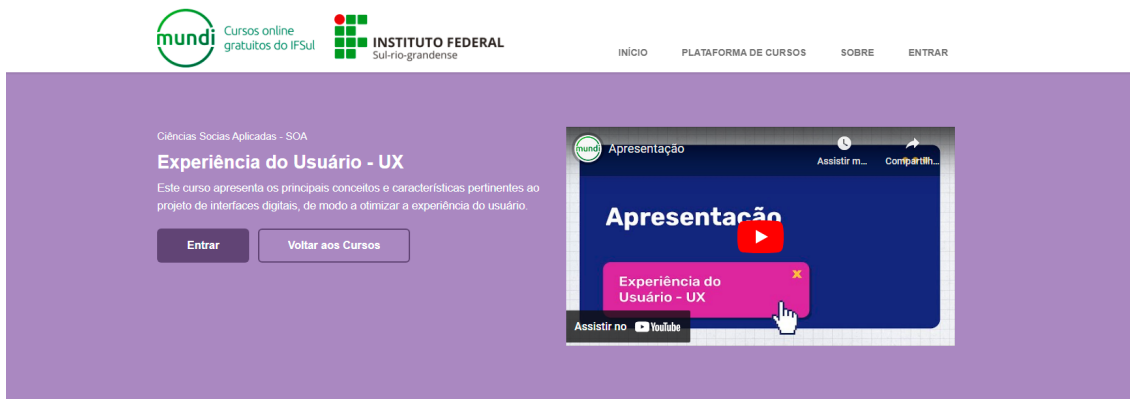 mundi
Cursos online
gratuitos do IFSul
INSTITUTO FEDERAL
Sul-rio-grandense
INÍCIO
PLATAFORMA DE CURSOS
SOBRE
ENTRAR
Ciências Socias Aplicadas - SOA
Experiência do Usuário - UX
Este curso apresenta os principais conceitos e características pertinentes ao
projeto de interfaces digitais, de modo a otimizar a experiência do usuário.
Entrar
Voltar aos Cursos
mundi
Apresentação
Assistir m...
Compartilh...
Apresentação
Experiência do
Usuário - UX
Assistir no YouTube